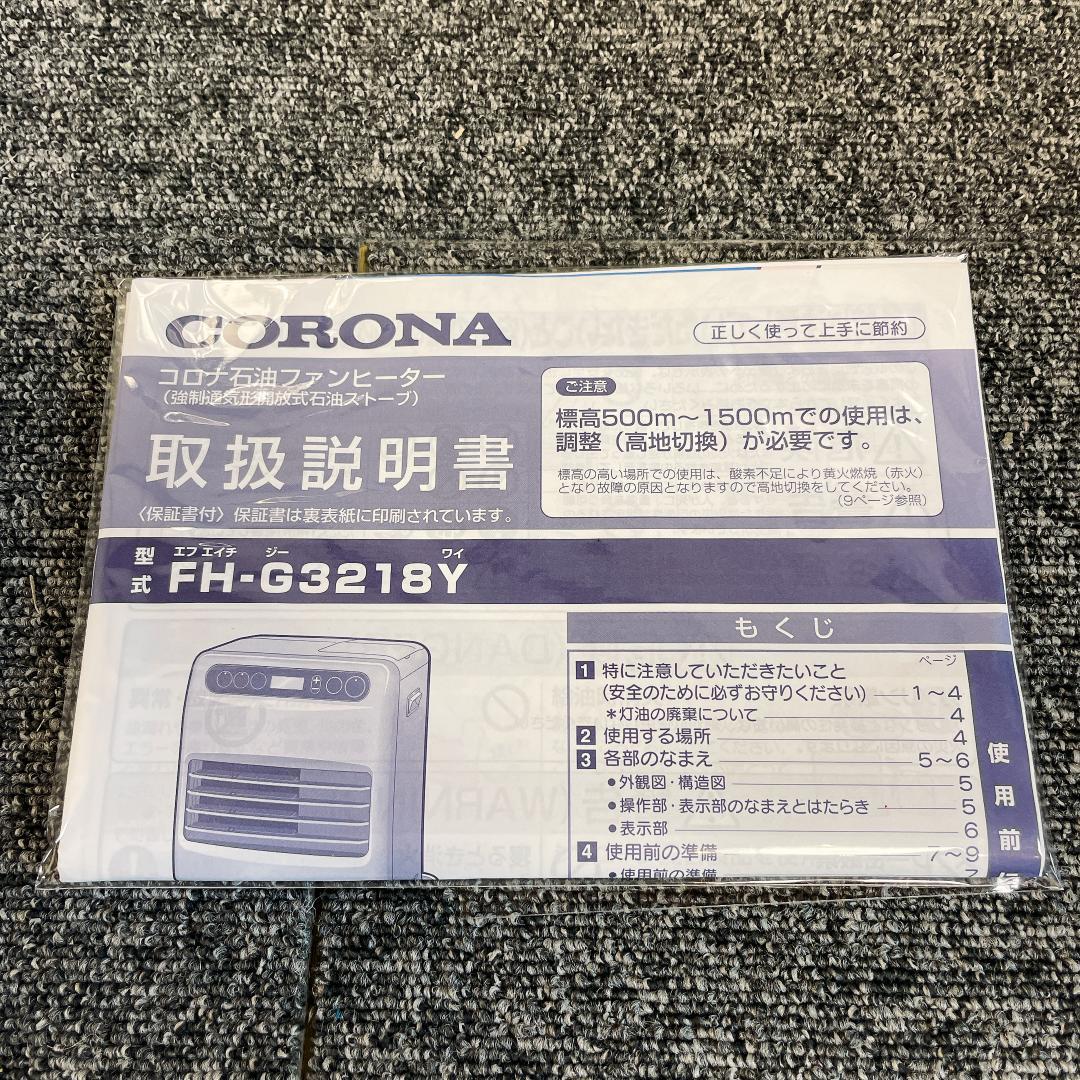 CORONA
正しく使って上手に節約
コロナ石油ファンヒーター
(強制通気形開放式石油ストーブ)
取扱説明書
〈保証書付〉保証書は裏表紙に印刷されています。
ご注意
標高500m～1500mでの使用は、
調整（高地切換）が必要です。
標高の高い場所での使用は、酸素不足により黄火燃焼（赤火）
となり故障の原因となりますので高地切換をしてください。
(9ページ参照)
エフ エイチ ジー ワイ
型式 FH-G3218Y
もくじ
ページ
1 特に注意していただきたいこと
(安全のために必ずお守りください) 1～4
＊灯油の廃棄について 4
2 使用する場所 4
3 各部のなまえ 5～6
●外観図・構造図 5
●操作部・表示部のなまえとはたらき 5
●表示部 6
4 使用前の準備 7～9
●使用前の準備 7
使用前